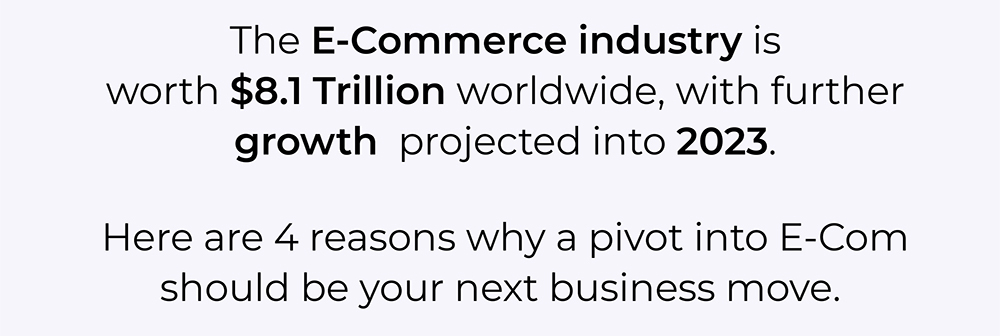 The E-Commerce industry is
worth $8.1 Trillion worldwide, with further
growth projected into 2023.
Here are 4 reasons why a pivot into E-Com
should be your next business move.